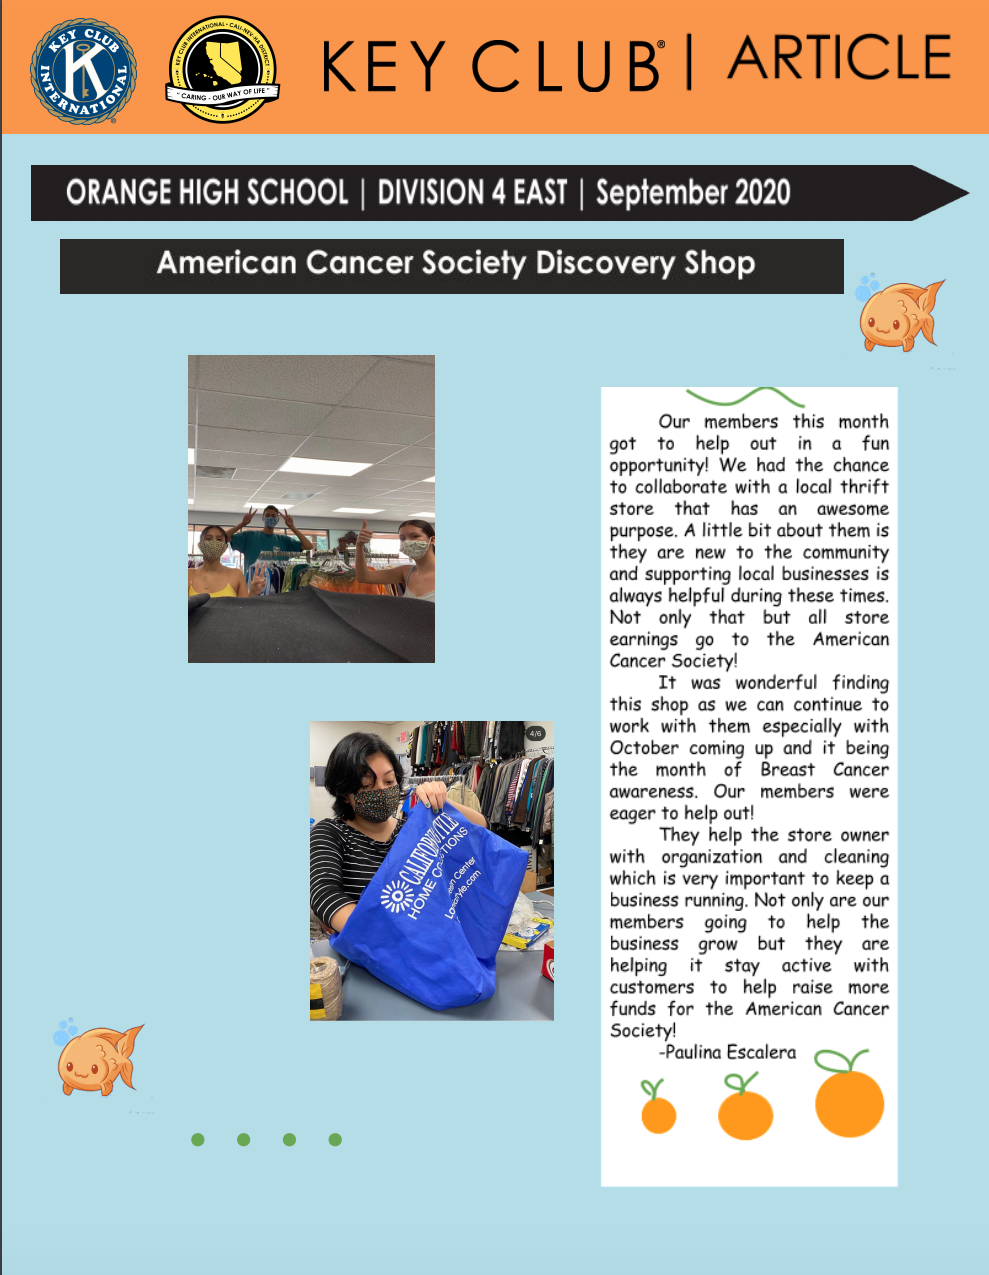 KEY CLUB INTERNATIONAL
®
KEY CLUB INTERNATIONAL • CALI-NEV-HA DISTRICT
" CARING - OUR WAY OF LIFE "
KEY CLUB® | ARTICLE
ORANGE HIGH SCHOOL | DIVISION 4 EAST | September 2020
American Cancer Society Discovery Shop
Our members this month
got to help out in a fun
opportunity! We had the chance
to collaborate with a local thrift
store that has an awesome
purpose. A little bit about them is
they are new to the community
and supporting local businesses is
always helpful during these times.
Not only that but all store
earnings go to the American
Cancer Society!
It was wonderful finding
this shop as we can continue to
work with them especially with
October coming up and it being
the month of Breast Cancer
awareness. Our members were
eager to help out!
They help the store owner
with organization and cleaning
which is very important to keep a
business running. Not only are our
members going to help the
business grow but they are
helping it stay active with
customers to help raise more
funds for the American Cancer
Society!
-Paulina Escalera
4/6
HOME
Center